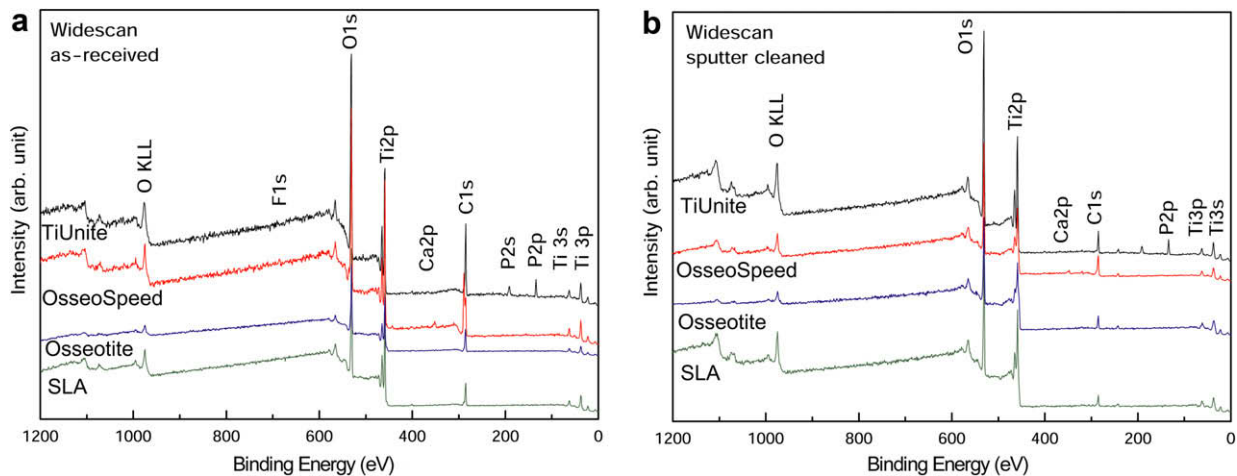 a
Widescan
as-received
O1s
O KLL
F1s
Ti2p
Ca2p
C1s
P2s
P2p
Ti 3s
Ti 3p
TiUnite
OsseoSpeed
Osseotite
SLA
Intensity (arb. unit)
1200 1000 800 600 400 200 0
Binding Energy (eV)
b
Widescan
sputter cleaned
O1s
O KLL
Ti2p
Ca2p
C1s
P2p
Ti3p
Ti3s
TiUnite
OsseoSpeed
Osseotite
SLA
Intensity (arb. unit)
1200 1000 800 600 400 200 0
Binding Energy (eV)